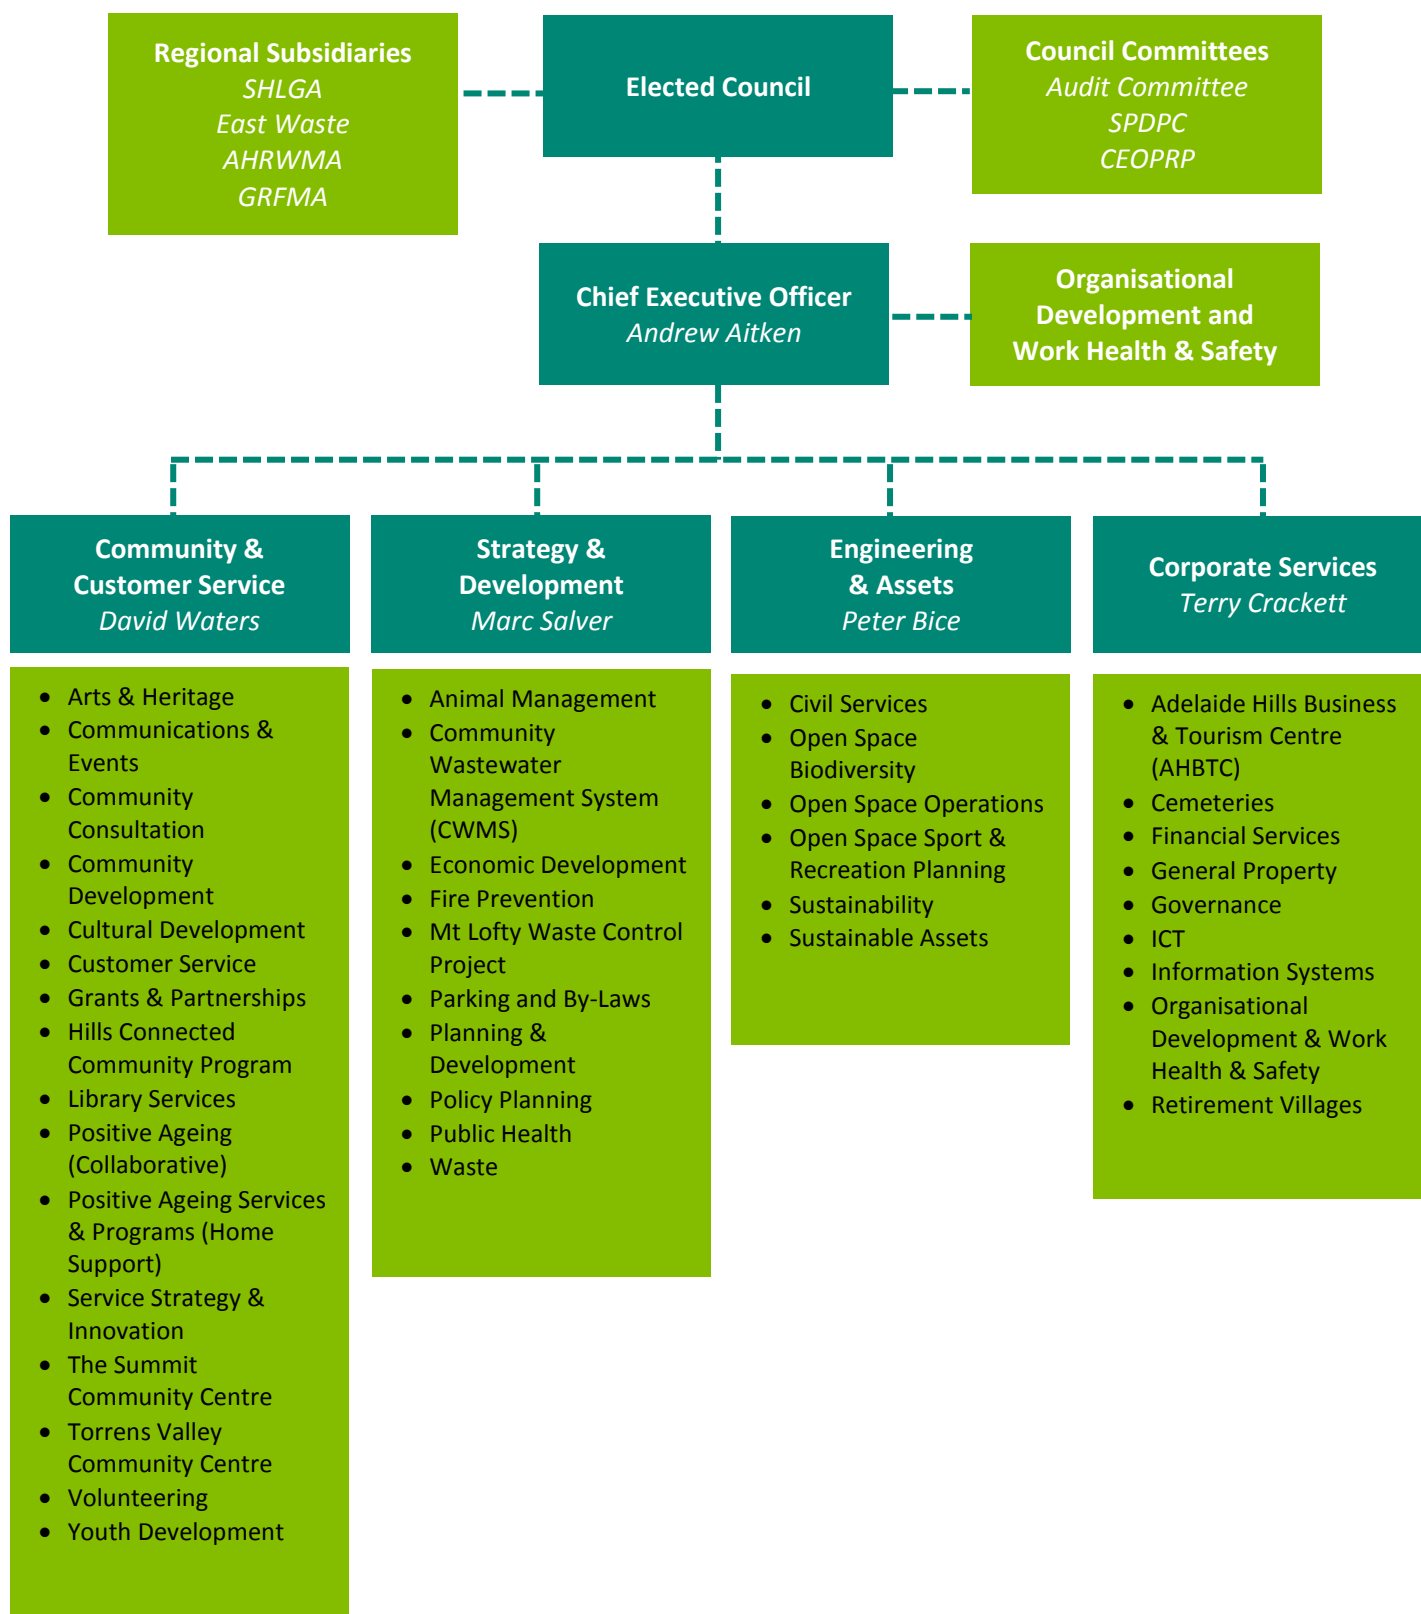 Regional Subsidiaries
SHLGA
East Waste
AHRWMA
GRFMA
Elected Council
Council Committees
Audit Committee
SPDPC
CEOPRP
Chief Executive Officer
Andrew Aitken
Organisational
Development and
Work Health & Safety
Community &
Customer Service
David Waters
Strategy &
Development
Marc Salver
Engineering
& Assets
Peter Bice
Corporate Services
Terry Crackett
• Arts & Heritage
• Communications &
Events
• Community
Consultation
• Community
Development
• Cultural Development
• Customer Service
• Grants & Partnerships
• Hills Connected
Community Program
• Library Services
• Positive Ageing
(Collaborative)
• Positive Ageing Services
& Programs (Home
Support)
• Service Strategy &
Innovation
• The Summit
Community Centre
• Torrens Valley
Community Centre
• Volunteering
• Youth Development
• Animal Management
• Community
Wastewater
Management System
(CWMS)
• Economic Development
• Fire Prevention
• Mt Lofty Waste Control
Project
• Parking and By-Laws
• Planning &
Development
• Policy Planning
• Public Health
• Waste
• Civil Services
• Open Space
Biodiversity
• Open Space Operations
• Open Space Sport &
Recreation Planning
• Sustainability
• Sustainable Assets
• Adelaide Hills Business
& Tourism Centre
(AHBTC)
• Cemeteries
• Financial Services
• General Property
• Governance
• ICT
• Information Systems
• Organisational
Development & Work
Health & Safety
• Retirement Villages